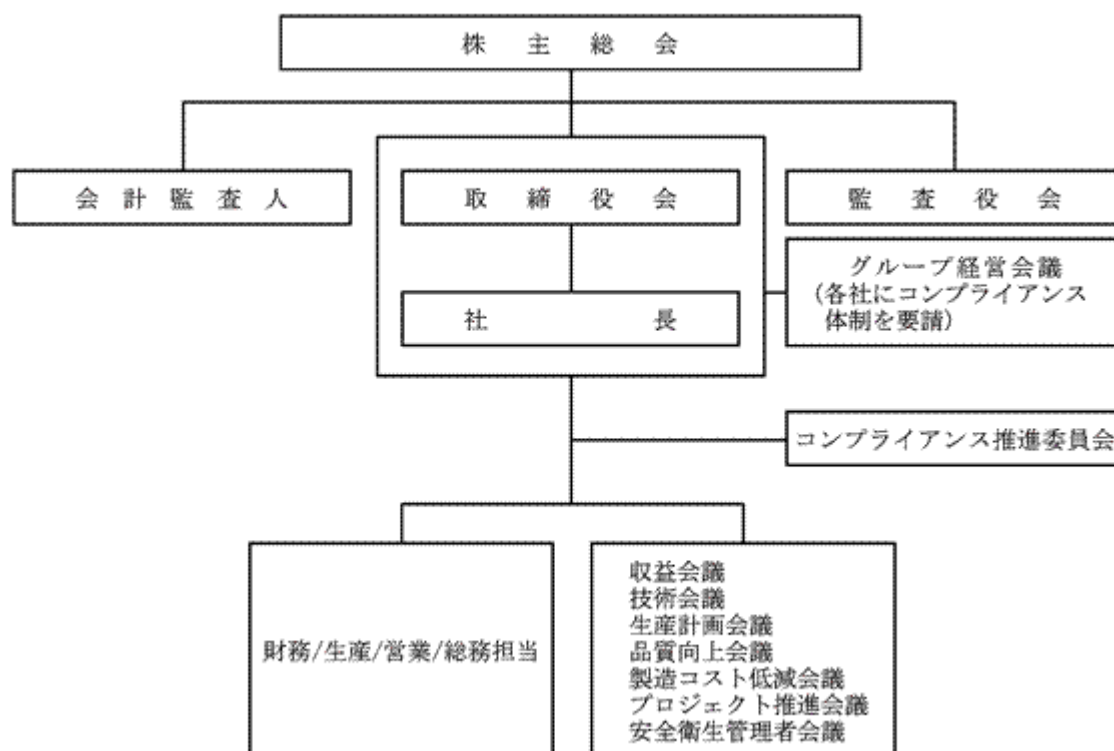 株主総会
会計監査人
取締役会
監査役会
社長
グループ経営会議
(各社にコンプライアンス
体制を要請)
コンプライアンス推進委員会
財務/生産/営業/総務担当
収益会議
技術会議
生産計画会議
品質向上会議
製造コスト低減会議
プロジェクト推進会議
安全衛生管理者会議